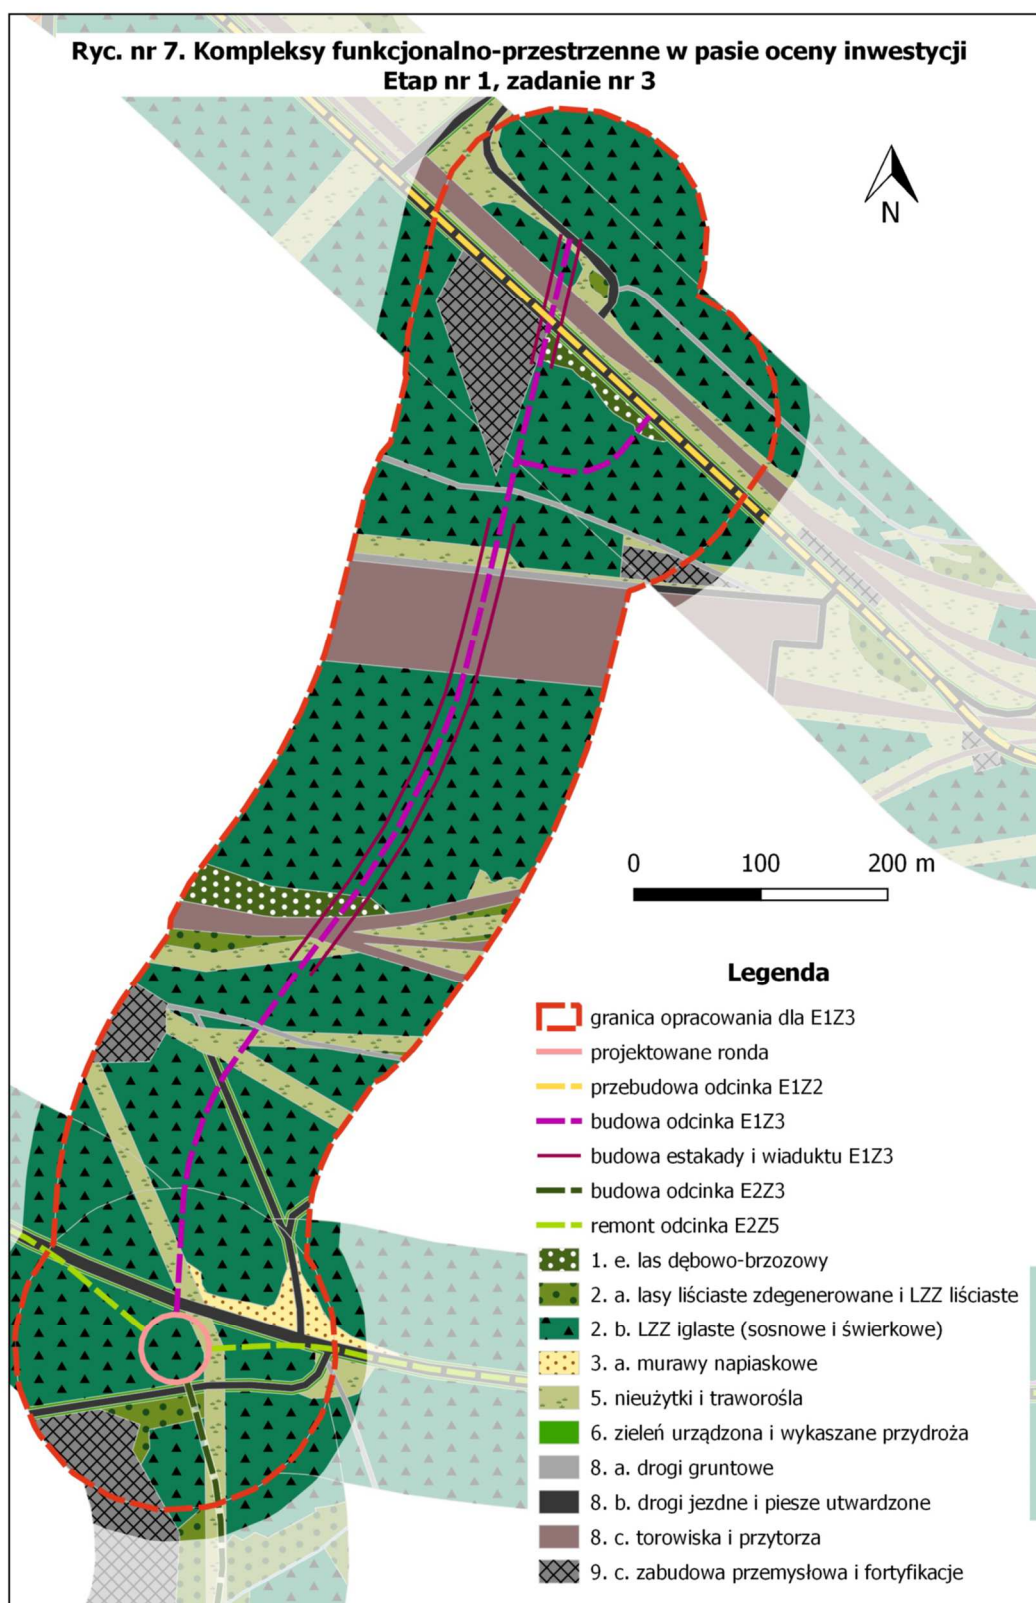 Ryc. nr 7. Kompleksy funkcjonalno-przestrzenne w pasie oceny inwestycji
Etap nr 1, zadanie nr 3
N
0 100 200 m
Legenda
granica opracowania dla E1Z3
projektowane ronda
przebudowa odcinka E1Z2
budowa odcinka E1Z3
budowa estakady i wiaduktu E1Z3
budowa odcinka E2Z3
remont odcinka E2Z5
1. e. las dębowo-brzozowy
2. a. lasy liściaste zdegenerowane i LZZ liściaste
2. b. LZZ iglaste (sosnowe i świerkowe)
3. a. murawy napiaskowe
5. nieużytki i traworośla
6. zieleń urządzona i wykaszane przydroża
8. a. drogi gruntowe
8. b. drogi jezdne i piesze utwardzone
8. c. torowiska i przytorza
9. c. zabudowa przemysłowa i fortyfikacje